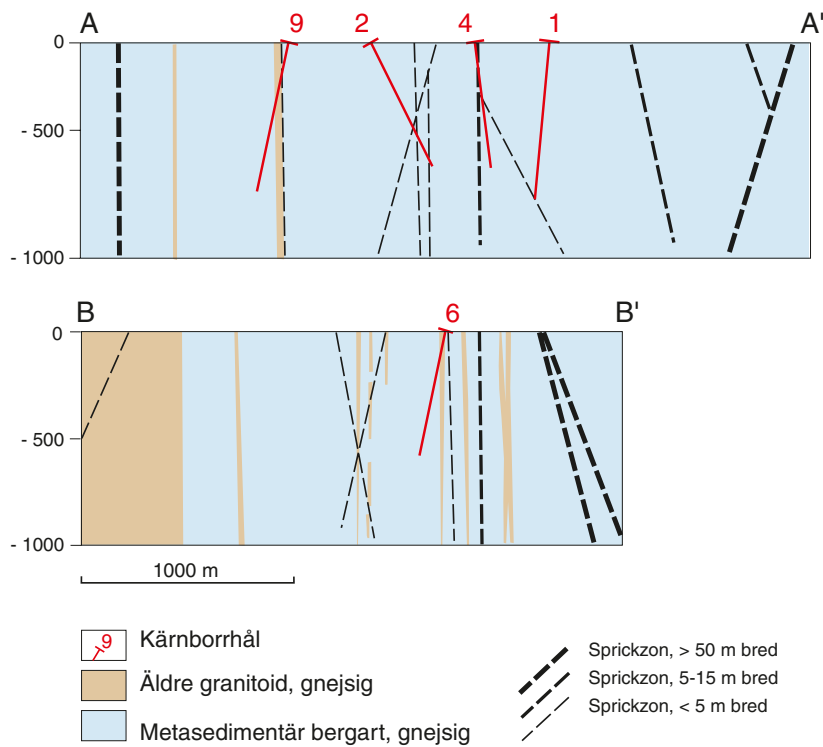 A 9 2 4 1 A'
0
- 500
- 1000
B 6 B'
0
- 500
- 1000
1000 m
9 Kärnborrhål
Äldre granitoid, gnejsig
Metasedimentär bergart, gnejsig
Sprickzon, > 50 m bred
Sprickzon, 5-15 m bred
Sprickzon, < 5 m bred